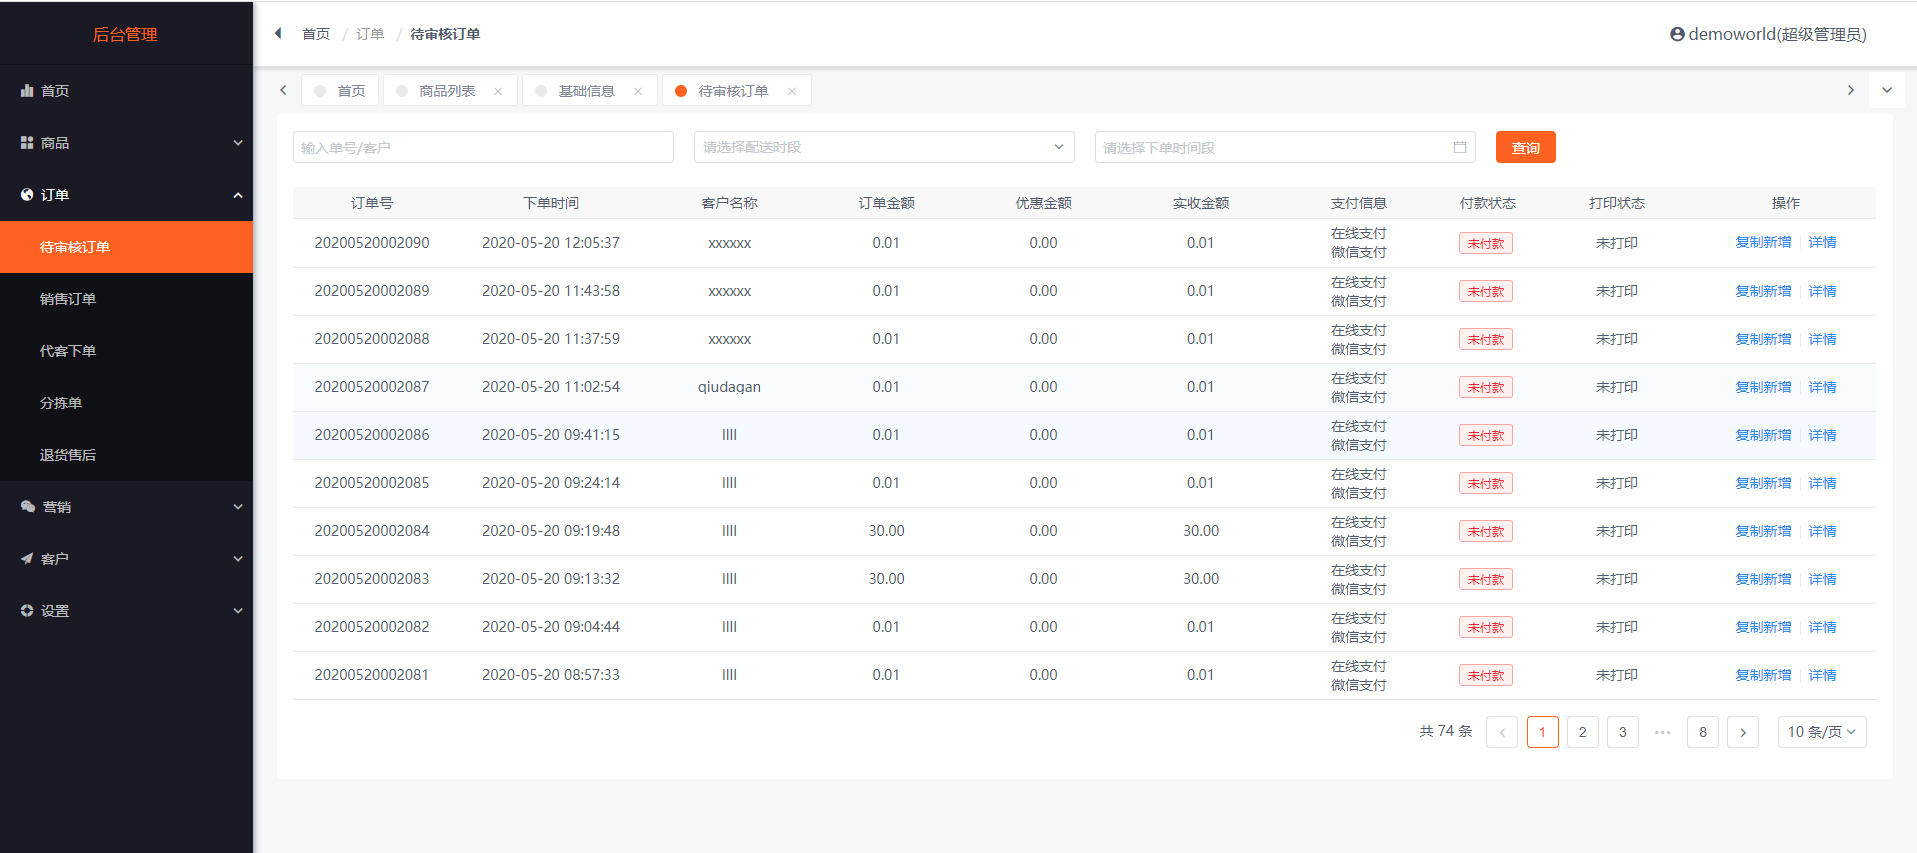 后台管理
首页
商品
订单
待审核订单
销售订单
代客下单
分拣单
退货售后
营销
客户
设置
首页 / 订单 / 待审核订单
demoworld(超级管理员)
首页 商品列表 基础信息 待审核订单
输入单号/客户 请选择配送时段 请选择下单时间段 查询
订单号 下单时间 客户名称 订单金额 优惠金额 实收金额 支付信息 付款状态 打印状态 操作
20200520002090 2020-05-20 12:05:37 xxxxxx 0.01 0.00 0.01 在线支付 微信支付 未付款 未打印 复制新增 详情
20200520002089 2020-05-20 11:43:58 xxxxxx 0.01 0.00 0.01 在线支付 微信支付 未付款 未打印 复制新增 详情
20200520002088 2020-05-20 11:37:59 xxxxxx 0.01 0.00 0.01 在线支付 微信支付 未付款 未打印 复制新增 详情
20200520002087 2020-05-20 11:02:54 qiudagan 0.01 0.00 0.01 在线支付 微信支付 未付款 未打印 复制新增 详情
20200520002086 2020-05-20 09:41:15 llll 0.01 0.00 0.01 在线支付 微信支付 未付款 未打印 复制新增 详情
20200520002085 2020-05-20 09:24:14 llll 0.01 0.00 0.01 在线支付 微信支付 未付款 未打印 复制新增 详情
20200520002084 2020-05-20 09:19:48 llll 30.00 0.00 30.00 在线支付 微信支付 未付款 未打印 复制新增 详情
20200520002083 2020-05-20 09:13:32 llll 30.00 0.00 30.00 在线支付 微信支付 未付款 未打印 复制新增 详情
20200520002082 2020-05-20 09:04:44 llll 0.01 0.00 0.01 在线支付 微信支付 未付款 未打印 复制新增 详情
20200520002081 2020-05-20 08:57:33 llll 0.01 0.00 0.01 在线支付 微信支付 未付款 未打印 复制新增 详情
共 74 条 1 2 3 ••• 8 10 条/页